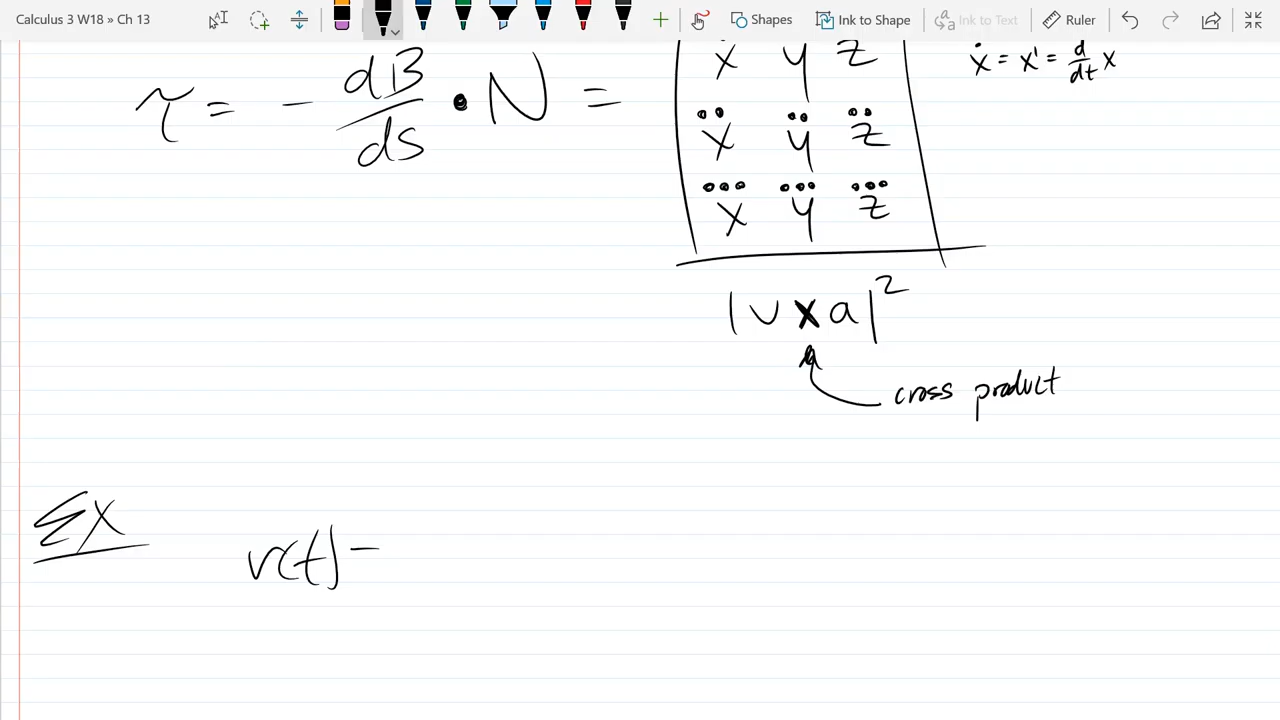 Calculus 3 W18 » Ch 13
Shapes
Ink to Shape
Ink to Text
Ruler
τ = - dB/ds • N =
ẋ ẏ ż
ẍ ÿ z̈
x⃛ y⃛ z⃛
|v x a|²
ẋ = x' = d/dt x
cross product
Ex
r(t) =